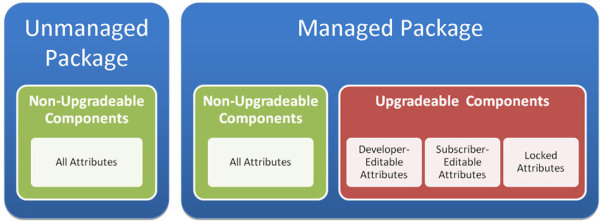 Unmanaged
Package
Non-Upgradeable
Components
All Attributes
Managed Package
Non-Upgradeable
Components
All Attributes
Upgradeable Components
Developer-
Editable
Attributes
Subscriber-
Editable
Attributes
Locked
Attributes